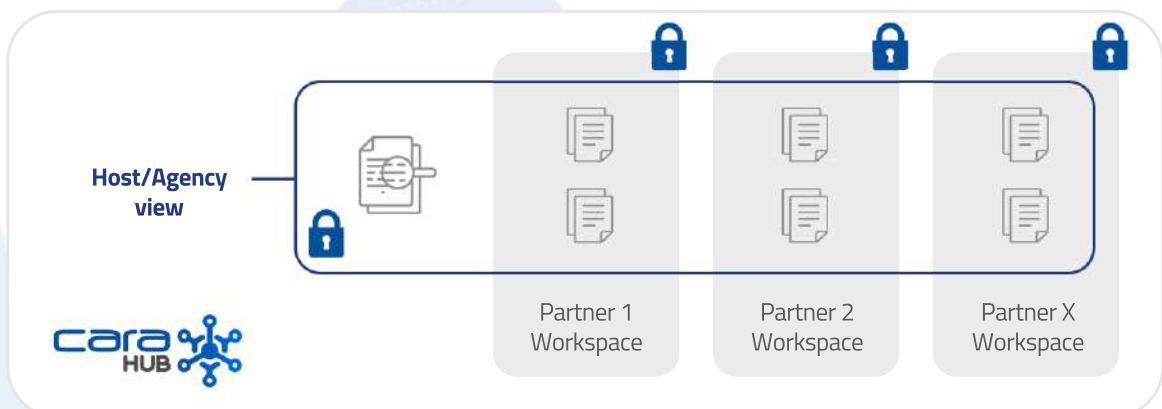 Host/Agency
view
Partner 1
Workspace
Partner 2
Workspace
Partner X
Workspace
cara
HUB